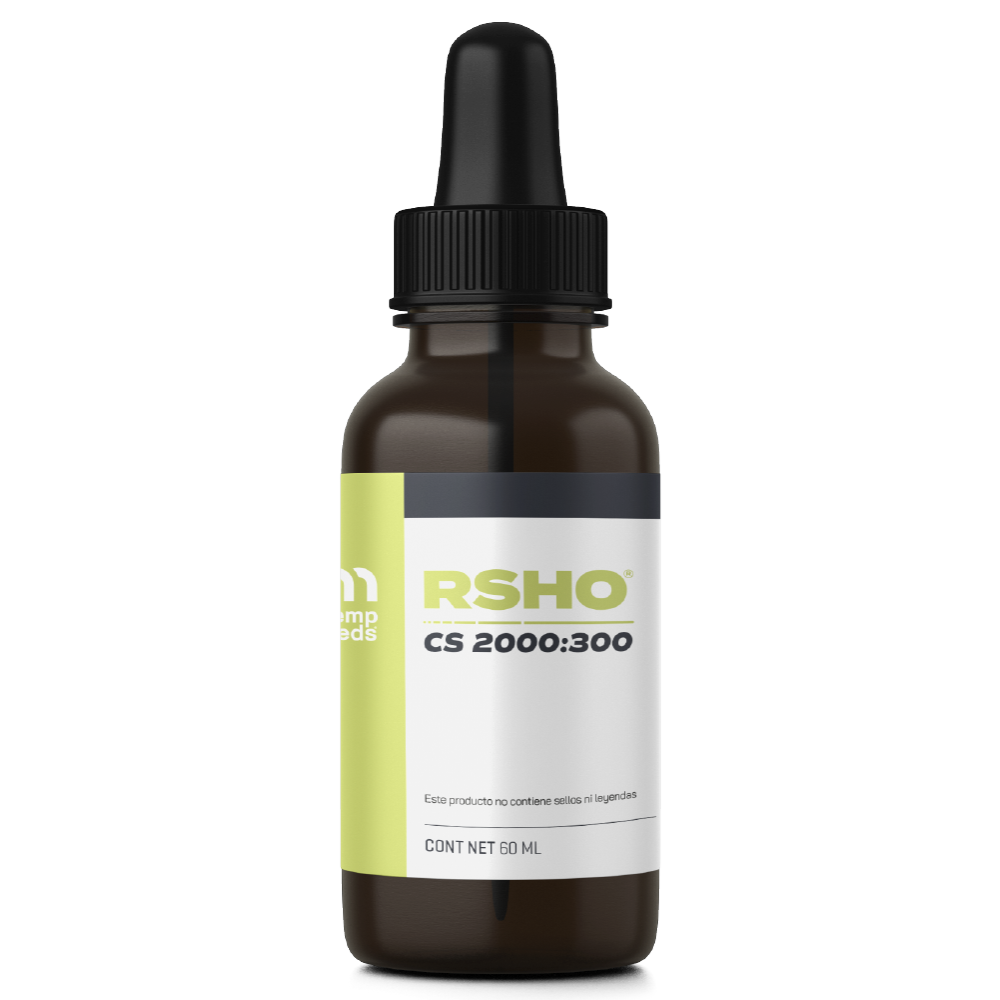 RSHO®
CS 2000:300
Este producto no contiene sellos ni leyendas
CONT NET 60 ML